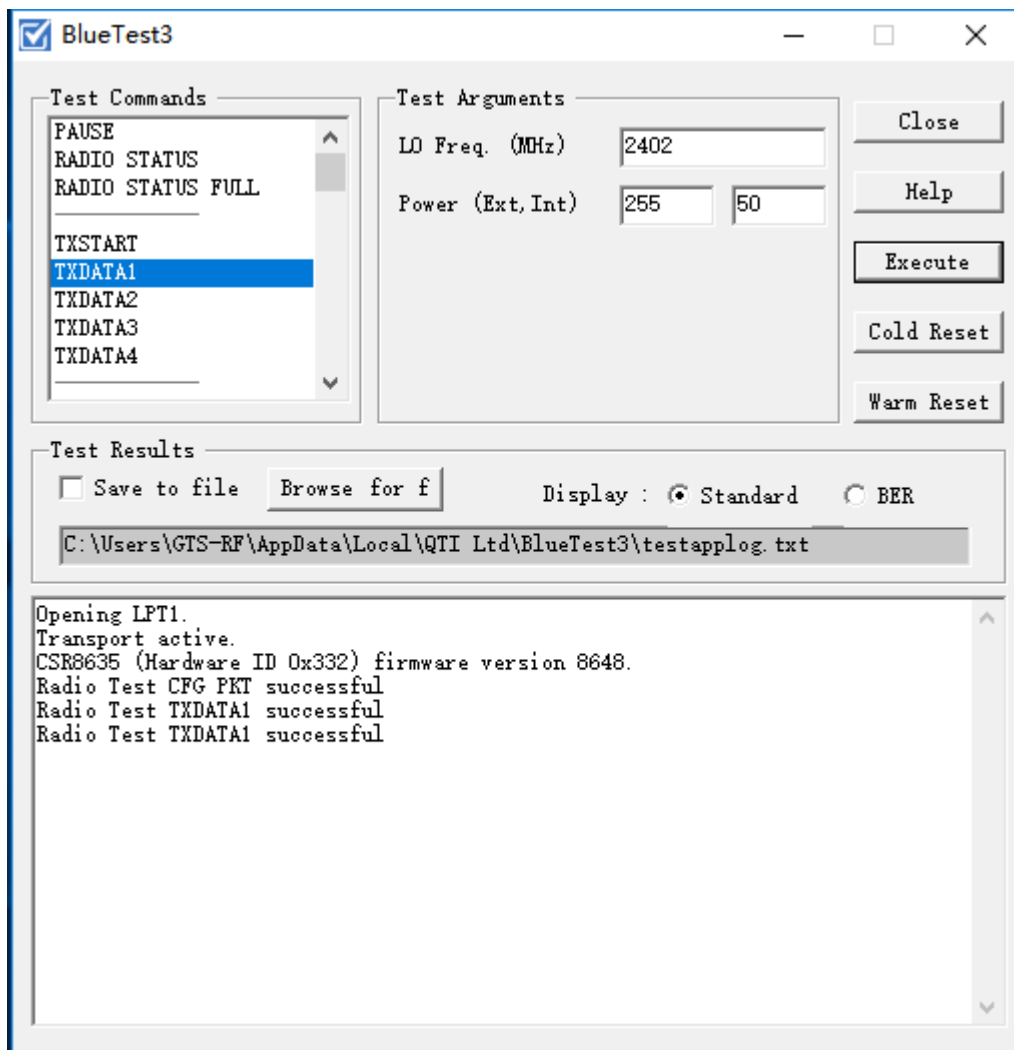 BlueTest3
Test Commands
PAUSE
RADIO STATUS
RADIO STATUS FULL
TXSTART
TXDATA1
TXDATA2
TXDATA3
TXDATA4
Test Arguments
LO Freq. (MHz) 2402
Power (Ext,Int) 255 50
Close
Help
Execute
Cold Reset
Warm Reset
Test Results
Save to file Browse for f Display : Standard BER
C:\Users\GTS-RF\AppData\Local\QTI Ltd\BlueTest3\testapplog.txt
Opening LPT1.
Transport active.
CSR8635 (Hardware ID 0x332) firmware version 8648.
Radio Test CFG PKT successful
Radio Test TXDATA1 successful
Radio Test TXDATA1 successful